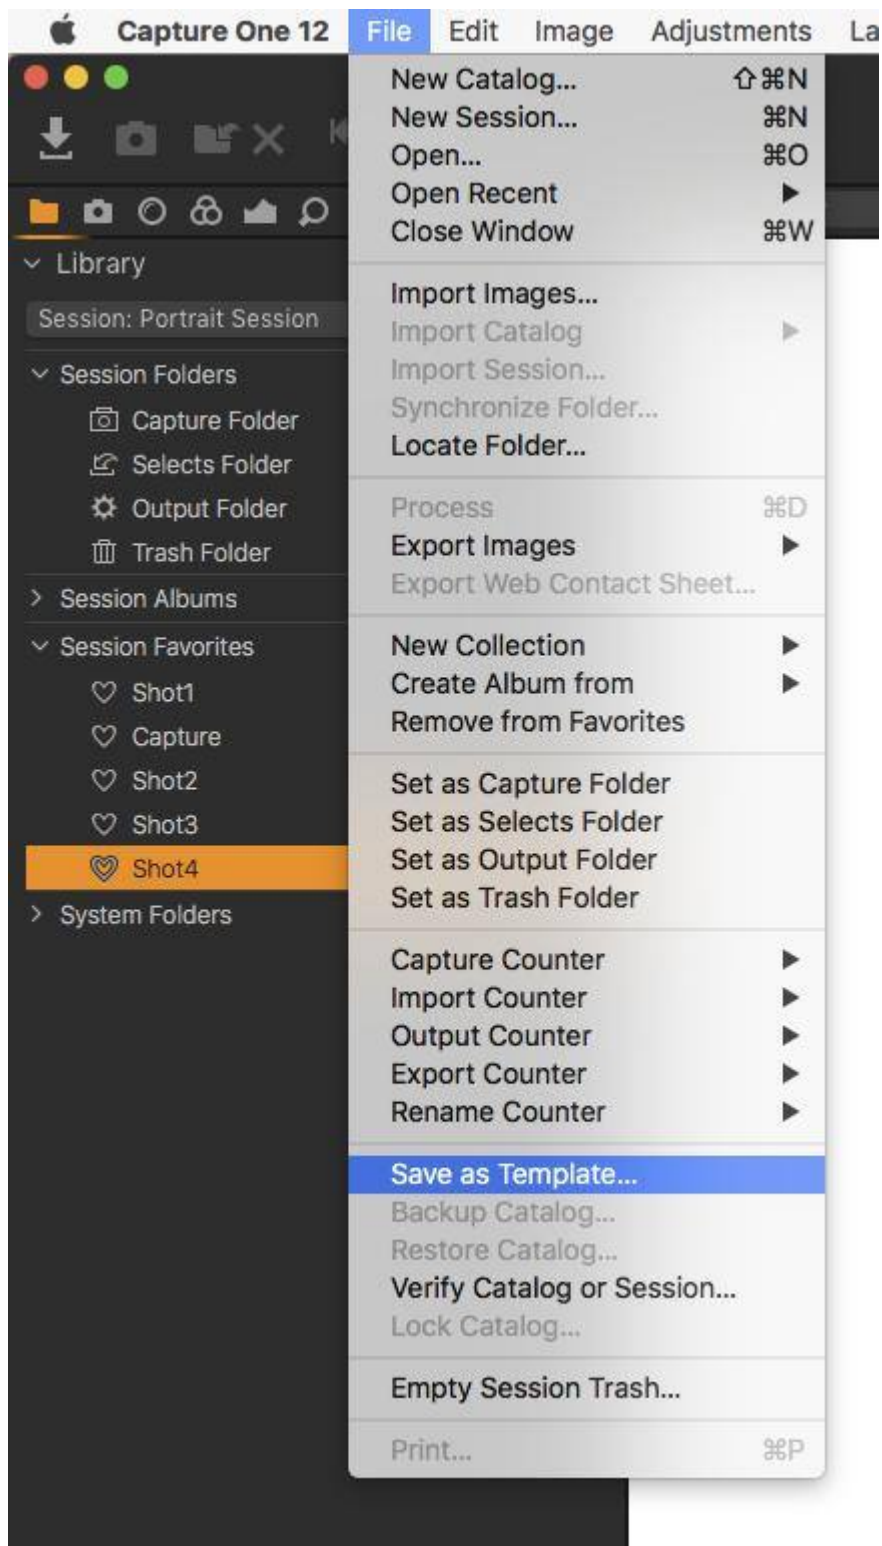 Capture One 12 File Edit Image Adjustments La
New Catalog... ⇧⌘N
New Session... ⌘N
Open... ⌘O
Open Recent ▶
Close Window ⌘W
Import Images...
Import Catalog ▶
Import Session...
Synchronize Folder...
Locate Folder...
Process ⌘D
Export Images ▶
Export Web Contact Sheet...
New Collection ▶
Create Album from ▶
Remove from Favorites
Set as Capture Folder
Set as Selects Folder
Set as Output Folder
Set as Trash Folder
Capture Counter ▶
Import Counter ▶
Output Counter ▶
Export Counter ▶
Rename Counter ▶
Save as Template...
Backup Catalog...
Restore Catalog...
Verify Catalog or Session...
Lock Catalog...
Empty Session Trash...
Print... ⌘P
Library
Session: Portrait Session
Session Folders
Capture Folder
Selects Folder
Output Folder
Trash Folder
Session Albums
Session Favorites
Shot1
Capture
Shot2
Shot3
Shot4
System Folders